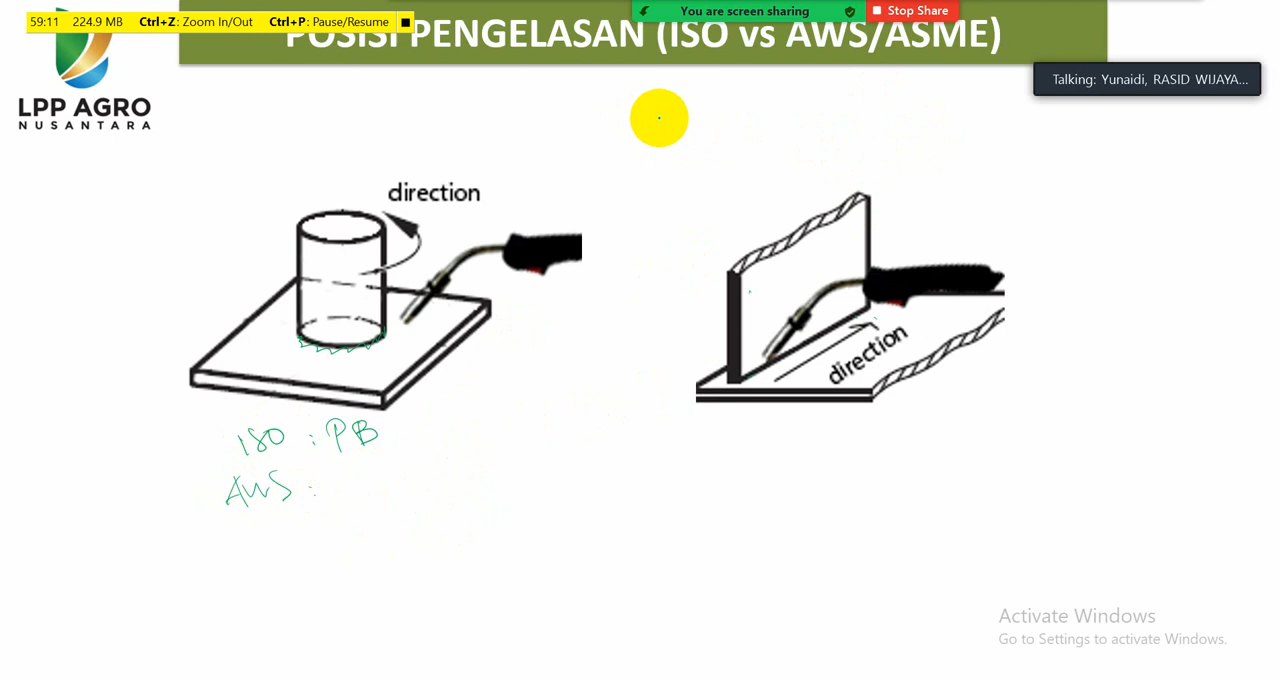 59:11 224.9 MB Ctrl+Z: Zoom In/Out Ctrl+P: Pause/Resume
You are screen sharing Stop Share
POSISI PENGELASAN (ISO vs AWS/ASME)
Talking: Yunaidi, RASID WIJAYA...
LPP AGRO
NUSANTARA
direction
direction
ISO : PB
AWS :
Activate Windows
Go to Settings to activate Windows.